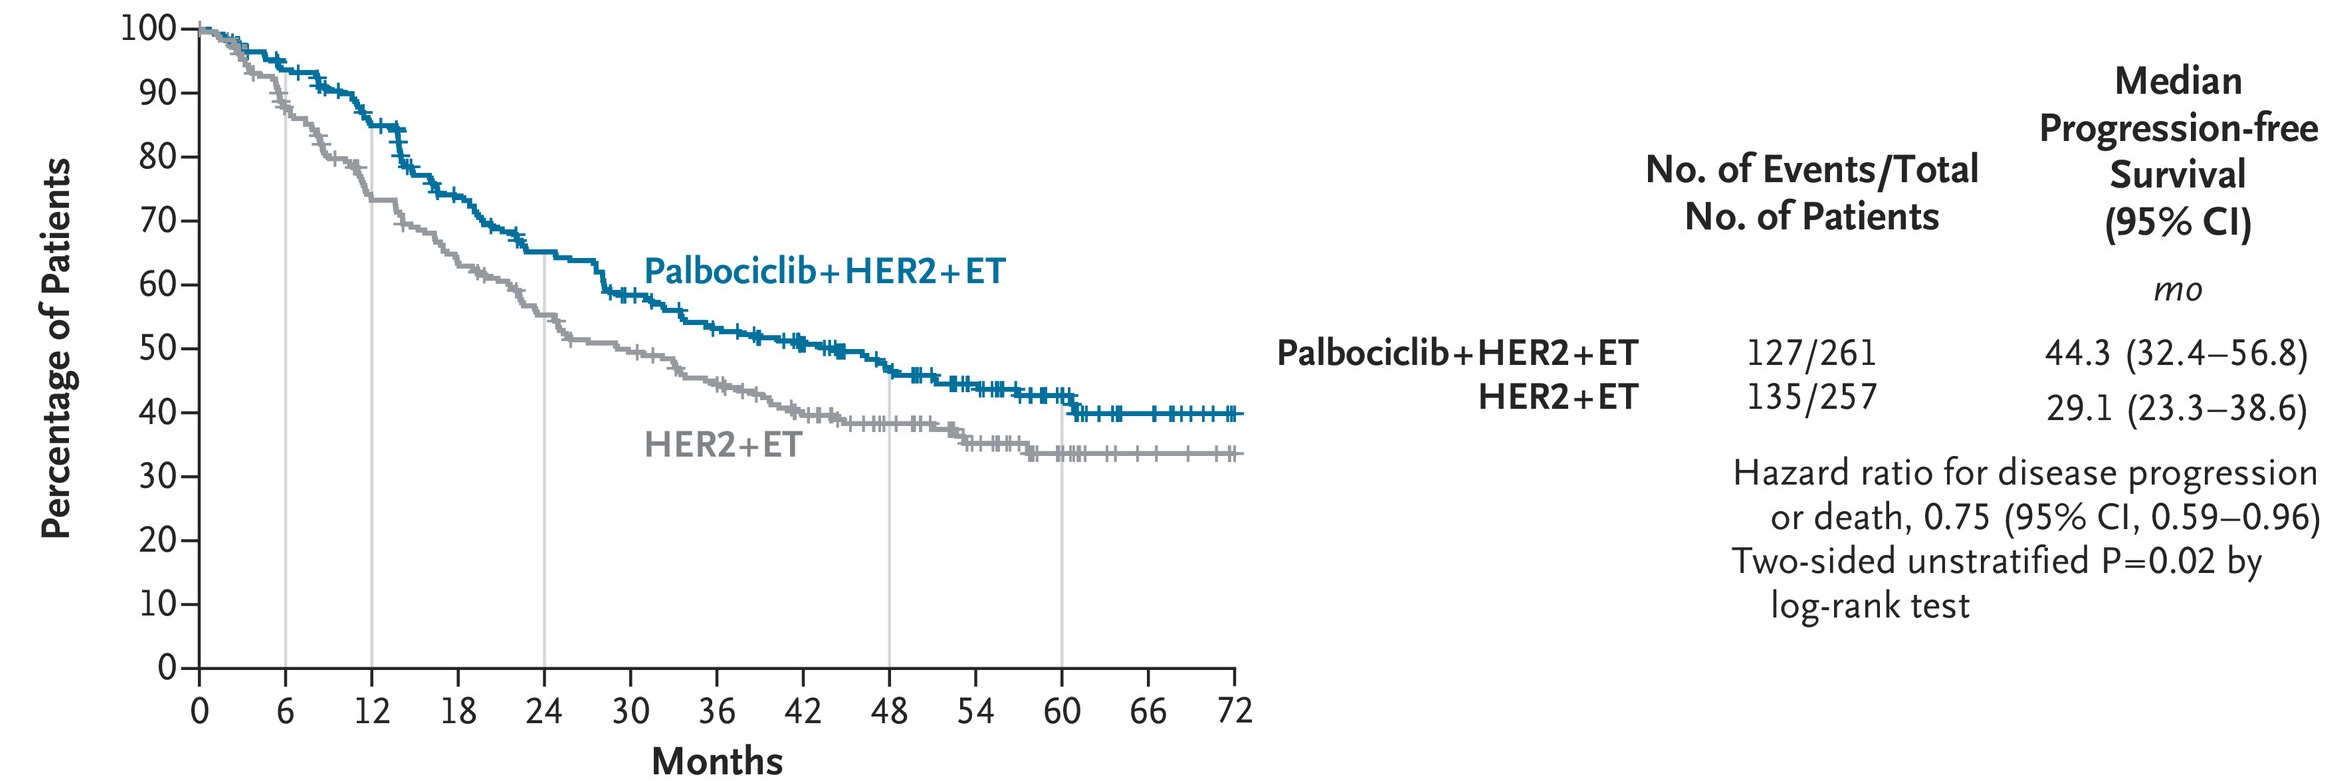 100
90
80
70
60
50
40
30
20
10
0
Percentage of Patients
0 6 12 18 24 30 36 42 48 54 60 66 72
Months
Palbociclib+HER2+ET
HER2+ET
No. of Events/Total
No. of Patients
Median
Progression-free
Survival
(95% CI)
mo
Palbociclib+HER2+ET 127/261 44.3 (32.4–56.8)
HER2+ET 135/257 29.1 (23.3–38.6)
Hazard ratio for disease progression
or death, 0.75 (95% CI, 0.59–0.96)
Two-sided unstratified P=0.02 by
log-rank test